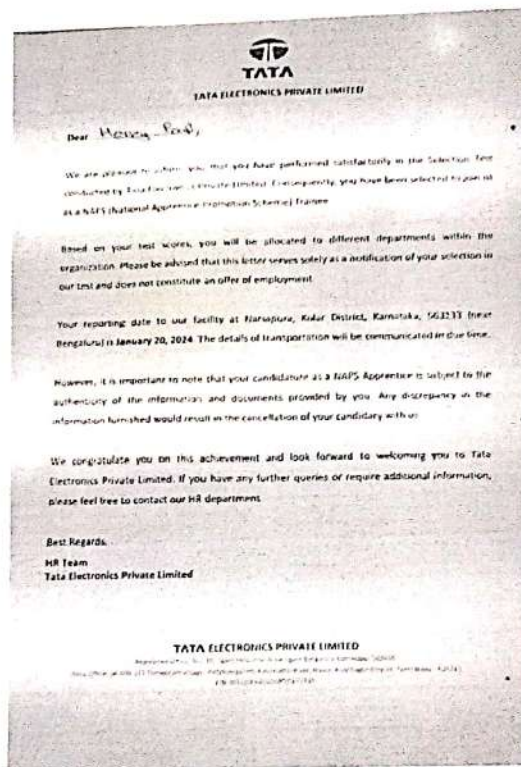 TATA
TATA ELECTRONICS PRIVATE LIMITED
Dear
We are pleased to inform you that you have performed satisfactorily in the Selection Test
conducted by Tata Electronics Private Limited. Consequently, you have been selected to join us
as a NAPS (National Apprentice Promotion Scheme) Trainee
Based on your test scores, you will be allocated to different departments within the
organization. Please be advised that this letter serves solely as a notification of your selection in
our test and does not constitute an offer of employment
Your reporting date to our facility at Narsapura, Kolar District, Karnataka, 563133 (near
Bengaluru) is January 20, 2024. The details of transportation will be communicated in due time.
However, it is important to note that your candidature as a NAPS Apprentice is subject to the
authenticity of the information and documents provided by you. Any discrepancy in the
information furnished would result in the cancellation of your candidacy with us
We congratulate you on this achievement and look forward to welcoming you to Tata
Electronics Private Limited. If you have any further queries or require additional information,
please feel free to contact our HR department
Best Regards,
HR Team
Tata Electronics Private Limited
TATA ELECTRONICS PRIVATE LIMITED